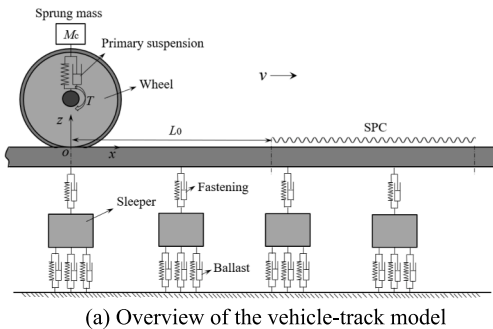 Sprung mass
Mc
Primary suspension
Wheel
T
v
z
L0
SPC
o
x
Fastening
Sleeper
Ballast
(a) Overview of the vehicle-track model